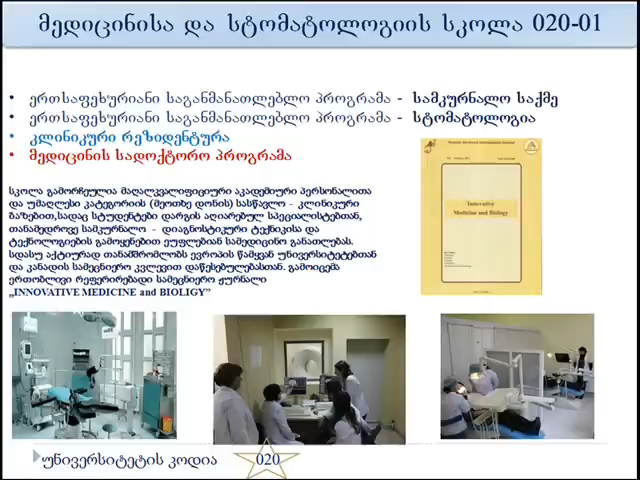 მედიცინისა და სტომატოლოგიის სკოლა 020-01
• ერთსაფეხურიანი საგანმანათლებლო პროგრამა - სამკურნალო საქმე
• ერთსაფეხურიანი საგანმანათლებლო პროგრამა - სტომატოლოგია
• კლინიკური რეზიდენტურა
• მედიცინის სადოქტორო პროგრამა
სკოლა გამორჩეულია მაღალკვალიფიციური აკადემიური პერსონალითა
და უმაღლესი კატეგორიის (მეოთხე დონის) სასწავლო - კლინიკური
ბაზებით,სადაც სტუდენტები დარგის აღიარებულ სპეციალისტებთან,
თანამედროვე სამკურნალო - დიაგნოსტიკური ტექნიკისა და
ტექნოლოგიების გამოყენებით ეუფლებიან სამედიცინო განათლებას.
სდასუ აქტიურად თანამშრომლობს ევროპის წამყვან უნივერსიტეტებთან
და კანადის სამეცნიერო კვლევით დაწესებულებასთან. გამოიცემა
ერთობლივი რეფერირებადი სამეცნიერო ჟურნალი
„INNOVATIVE MEDICINE and BIOLIGY”
Innovative
Medicine and Biology
უნივერსიტეტის კოდია 020